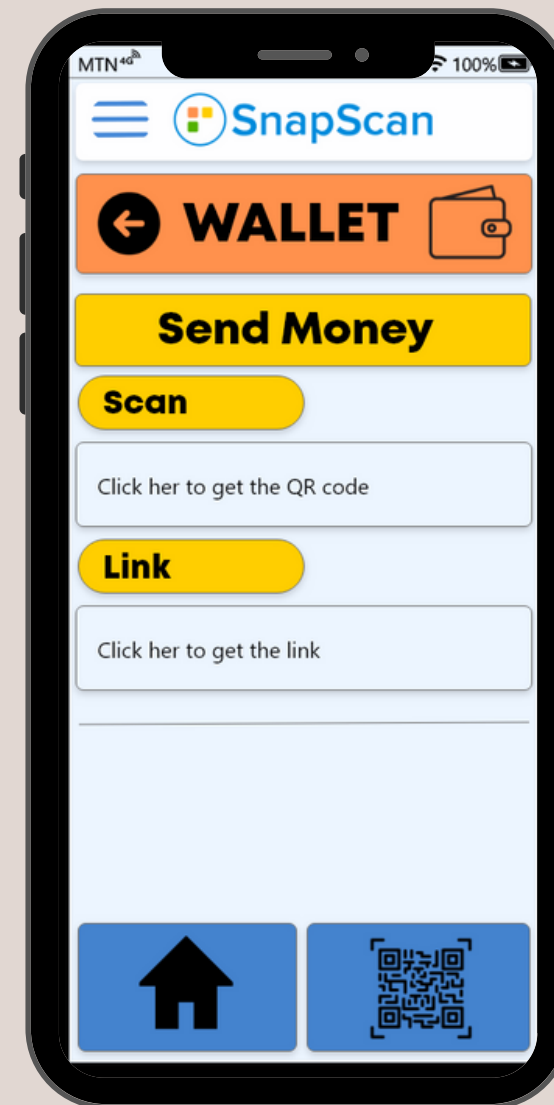 MTN 4G 100%
SnapScan
WALLET
Send Money
Scan
Click her to get the QR code
Link
Click her to get the link